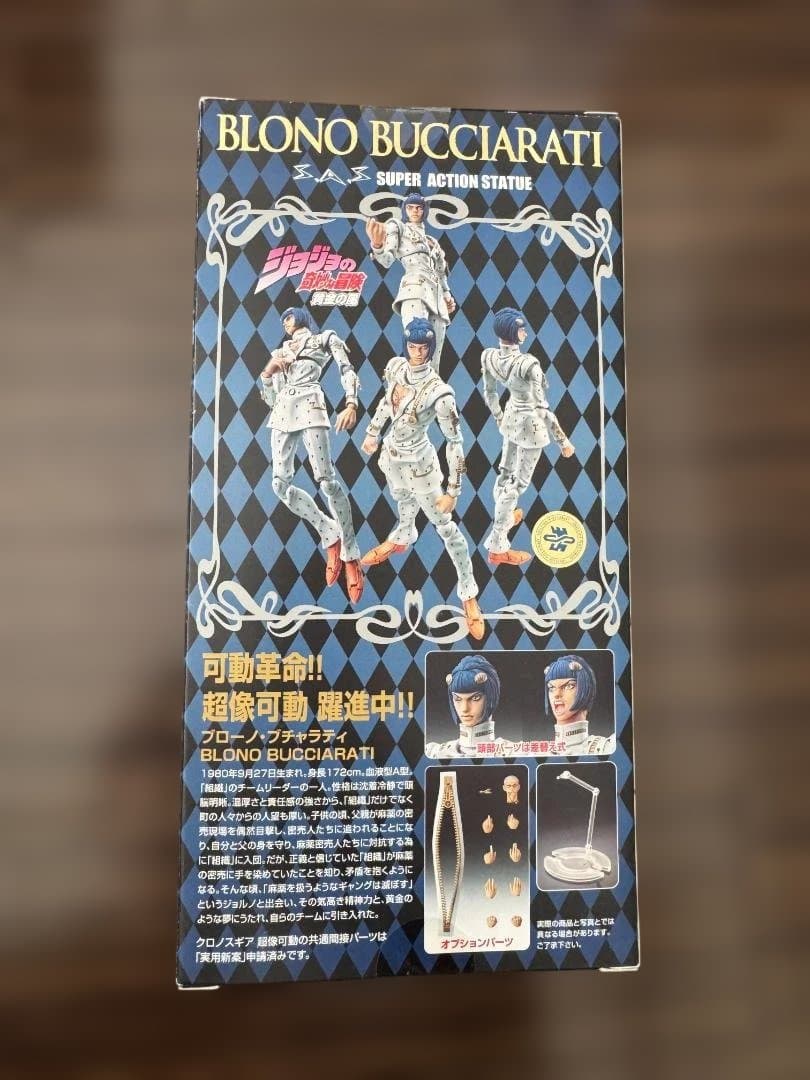 BLONO BUCCIARATI
S.A.S SUPER ACTION STATUE
ジョジョの
奇妙な冒険
黄金の風
可動革命!!
超像可動 躍進中!!
ブローノ・ブチャラティ
BLONO BUCCIARATI
1980年9月27日生まれ。身長172cm。血液型A型。
「組織」のチームリーダーの一人。性格は沈着冷静で頭
脳明晰。温厚さと責任感の強さから、「組織」だけでなく
町の人々からの人望も厚い。子供の頃、父親が麻薬の密
売現場を偶然目撃し、密売人たちに追われることにな
り、自分と父の身を守り、麻薬密売人たちに対抗する為
に「組織」に入団。だが、正義と信じていた「組織」が麻薬
の密売に手を染めていたことを知り、矛盾を抱くように
なる。そんな頃、「麻薬を扱うようなギャングは滅ぼす」
というジョルノと出会い、その気高き精神力と、黄金の
ような夢にうたれ、自らのチームに引き入れた。
クロノスギア 超像可動の共通間接パーツは
「実用新案」申請済みです。
頭部パーツは差替え式
オプションパーツ
実際の商品と写真とでは
異なる場合があります。
ご了承下さい。